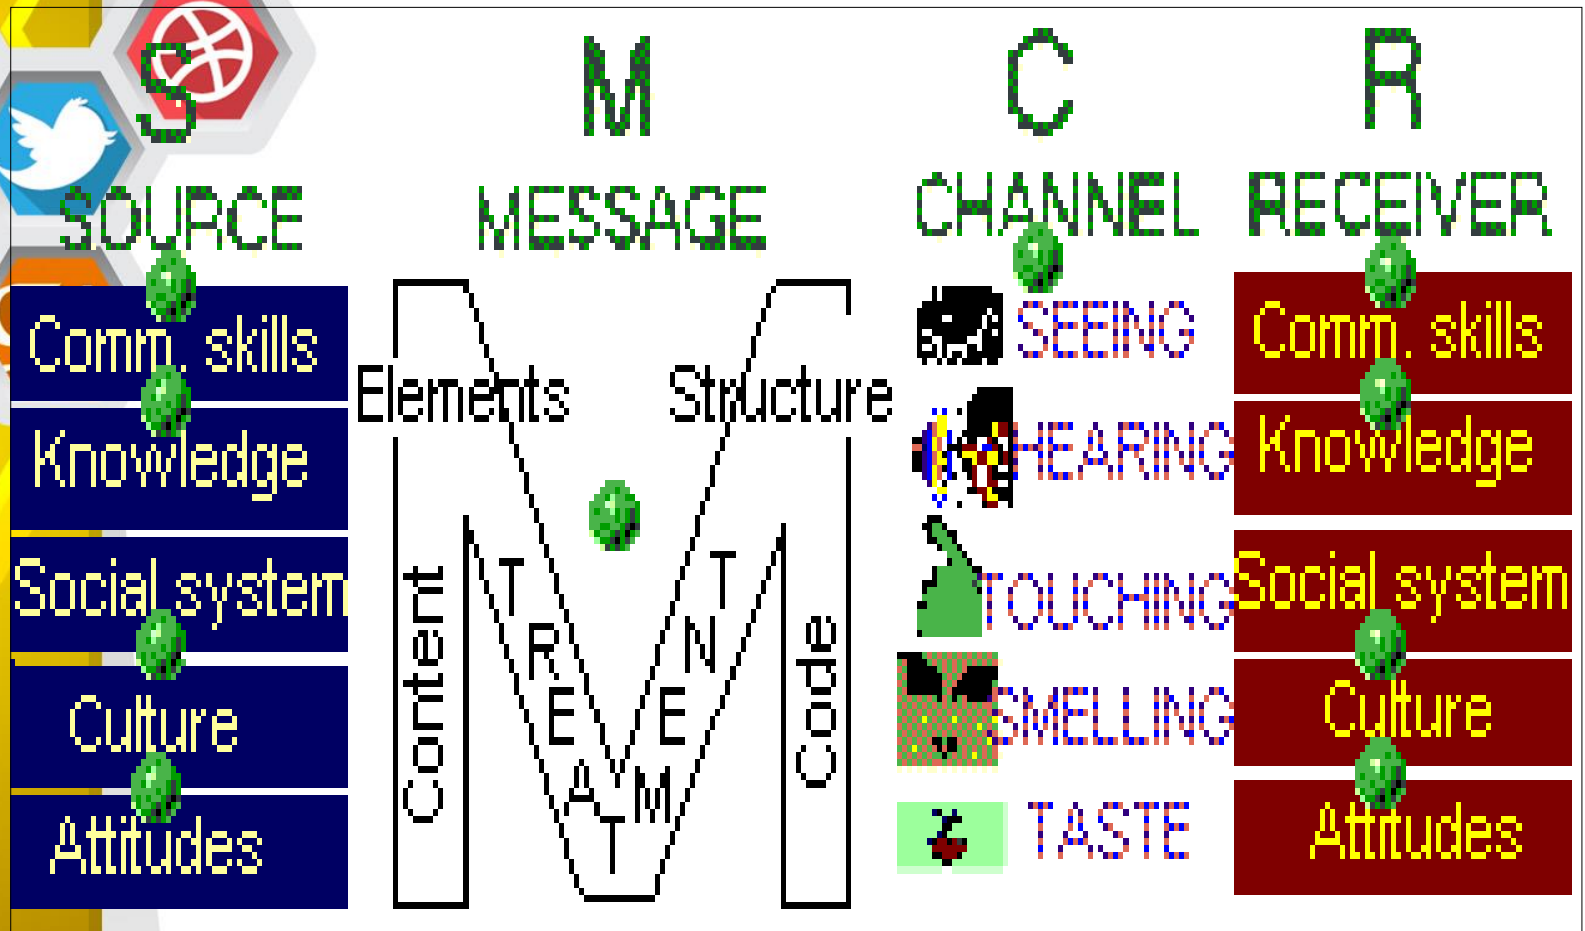 S
M
C
R
SOURCE
MESSAGE
CHANNEL
RECEIVER
Comm. skills
Knowledge
Social system
Culture
Attitudes
Elements
Structure
Content
TREATMENT
Code
SEEING
HEARING
TOUCHING
SMELLING
TASTE
Comm. skills
Knowledge
Social system
Culture
Attitudes